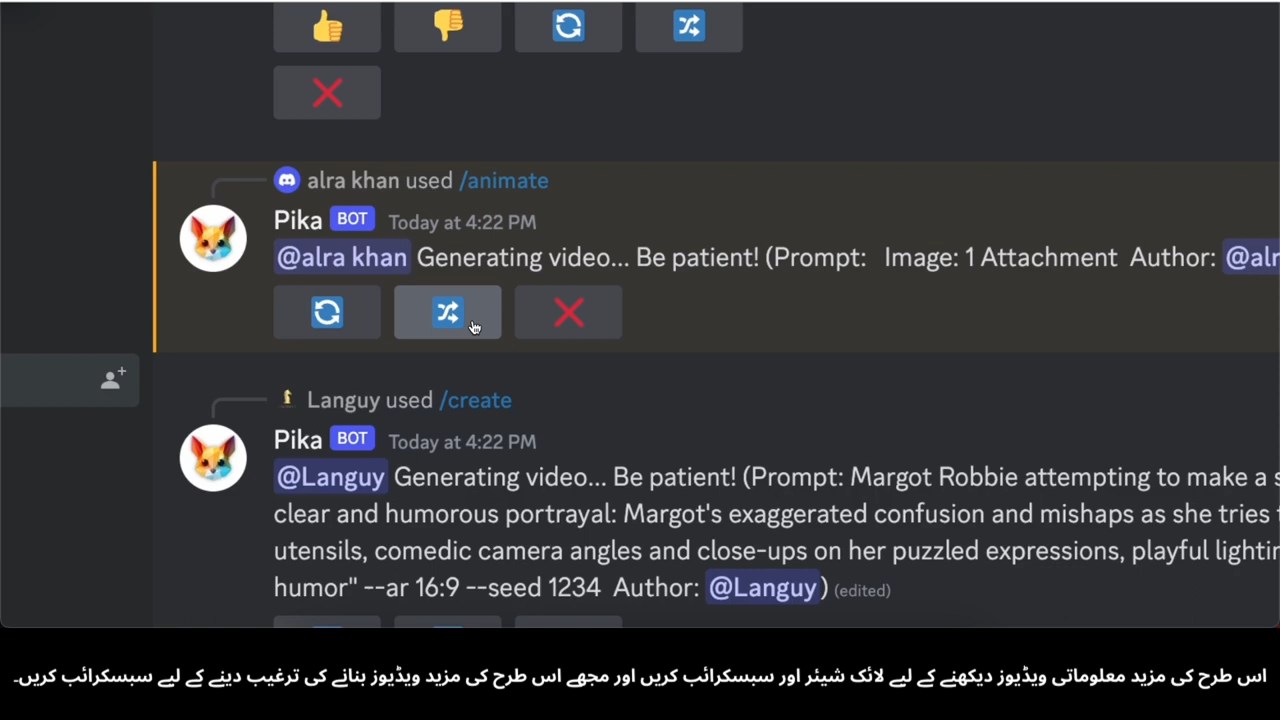 alra khan used /animate
Pika BOT Today at 4:22 PM
@alra khan Generating video... Be patient! (Prompt: Image: 1 Attachment Author: @alr
Languy used /create
Pika BOT Today at 4:22 PM
@Languy Generating video... Be patient! (Prompt: Margot Robbie attempting to make a s
clear and humorous portrayal: Margot's exaggerated confusion and mishaps as she tries
utensils, comedic camera angles and close-ups on her puzzled expressions, playful lightin
humor" --ar 16:9 --seed 1234 Author: @Languy) (edited)
اس طرح کی مزید معلوماتی ویڈیوز دیکھنے کے لیے لائک شیئر اور سبسکرائب کریں اور مجھے اس طرح کی مزید ویڈیوز بنانے کی ترغیب دینے کے لیے سبسکرائب کریں۔